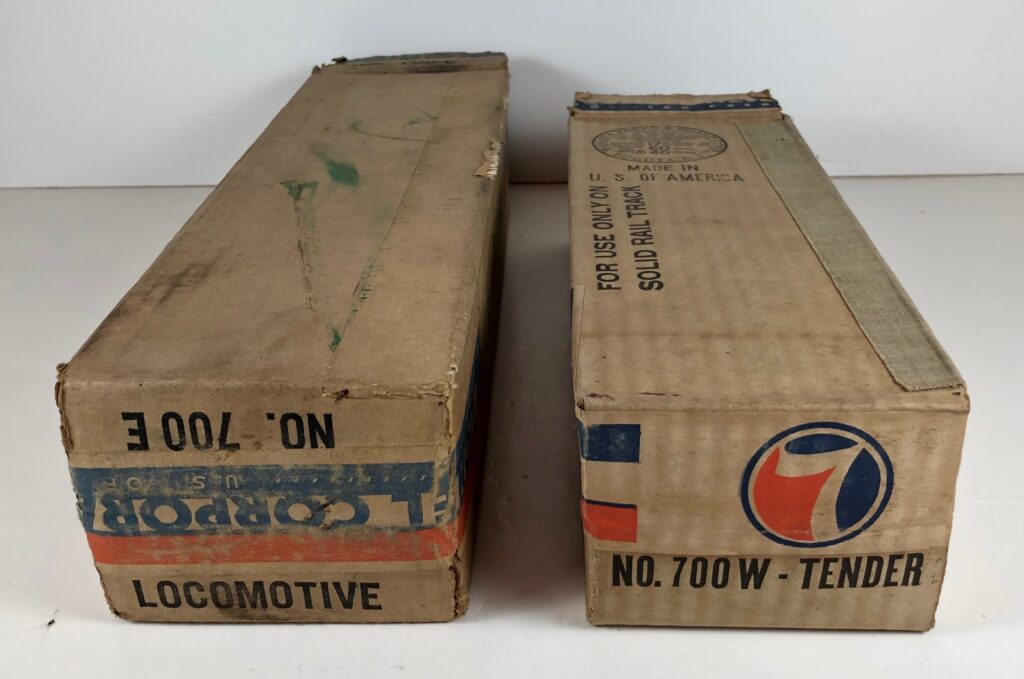 NO. 700 E
L CORPOR
U.S. OF
LOCOMOTIVE
MADE IN
U. S. OF AMERICA
FOR USE ONLY ON
SOLID RAIL TRACK
7
NO. 700 W - TENDER